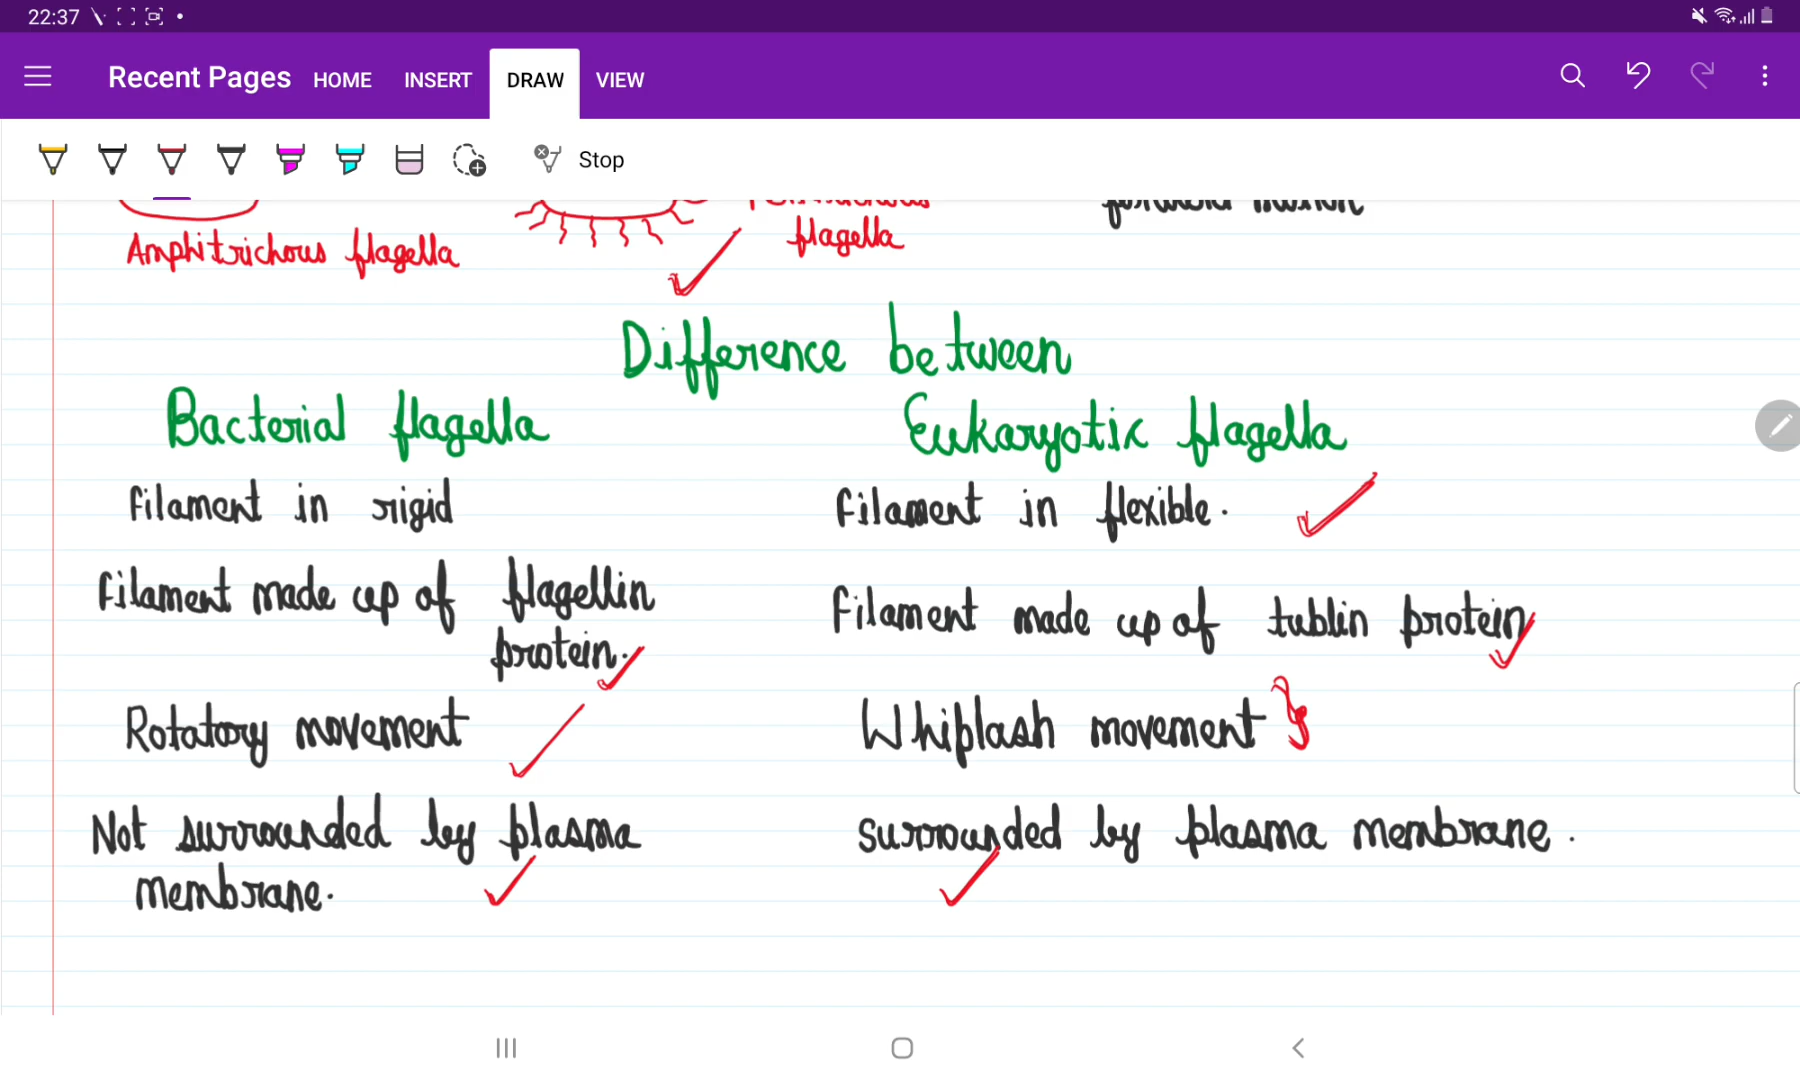 22:37
Recent Pages HOME INSERT DRAW VIEW
Stop
Amphitrichous flagella
flagella
Difference between
Bacterial flagella Eukaryotic flagella
filament in rigid filament in flexible.
filament made up of flagellin filament made up of tublin protein
protein.
Rotatory movement Whiplash movement
Not surrounded by plasma surrounded by plasma membrane.
membrane.